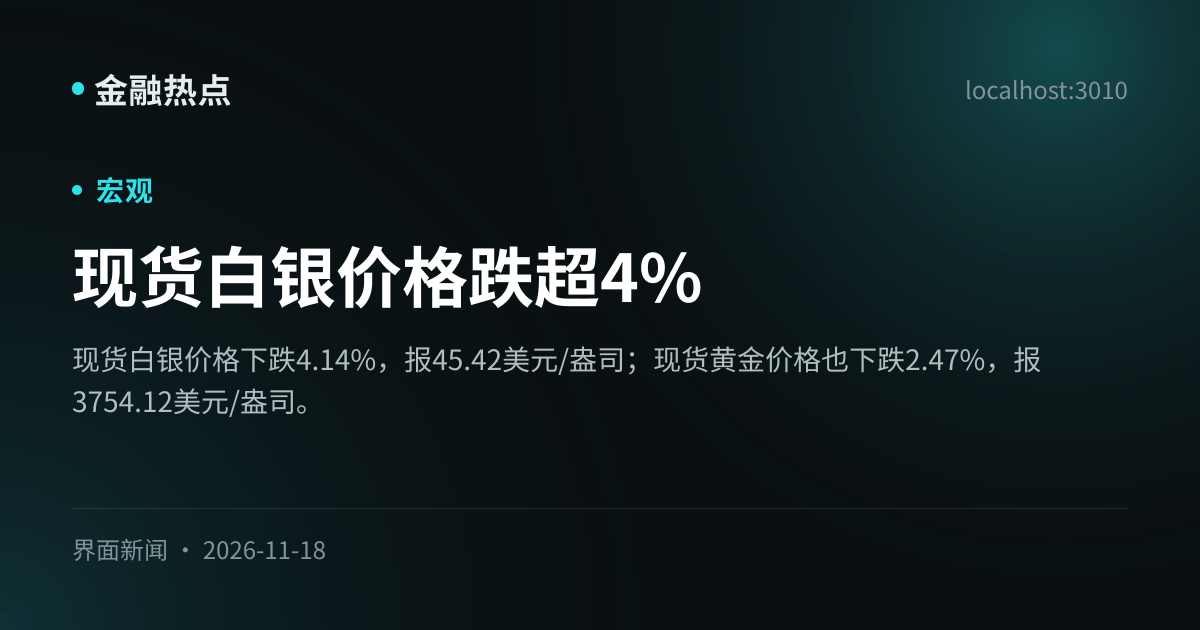 金融热点
localhost:3010
宏观
现货白银价格跌超4%
现货白银价格下跌4.14%，报45.42美元/盎司；现货黄金价格也下跌2.47%，报
3754.12美元/盎司。
界面新闻 • 2026-11-18